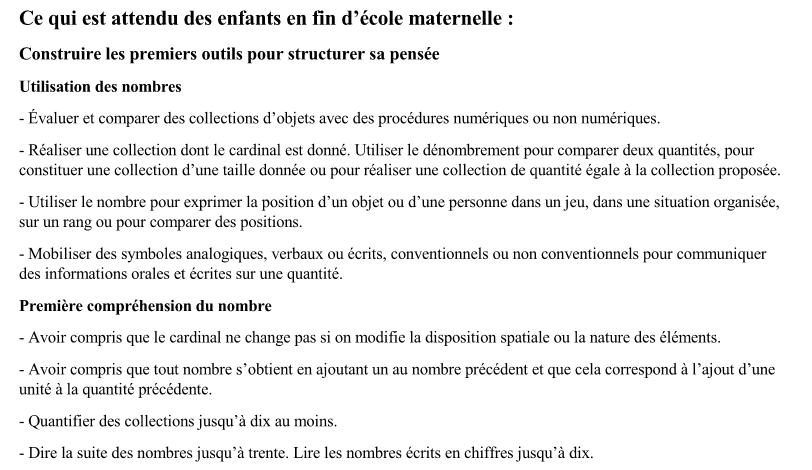 Ce qui est attendu des enfants en fin d’école maternelle :
Construire les premiers outils pour structurer sa pensée
Utilisation des nombres
- Évaluer et comparer des collections d’objets avec des procédures numériques ou non numériques.
- Réaliser une collection dont le cardinal est donné. Utiliser le dénombrement pour comparer deux quantités, pour
constituer une collection d’une taille donnée ou pour réaliser une collection de quantité égale à la collection proposée.
- Utiliser le nombre pour exprimer la position d’un objet ou d’une personne dans un jeu, dans une situation organisée,
sur un rang ou pour comparer des positions.
- Mobiliser des symboles analogiques, verbaux ou écrits, conventionnels ou non conventionnels pour communiquer
des informations orales et écrites sur une quantité.
Première compréhension du nombre
- Avoir compris que le cardinal ne change pas si on modifie la disposition spatiale ou la nature des éléments.
- Avoir compris que tout nombre s’obtient en ajoutant un au nombre précédent et que cela correspond à l’ajout d’une
unité à la quantité précédente.
- Quantifier des collections jusqu’à dix au moins.
- Dire la suite des nombres jusqu’à trente. Lire les nombres écrits en chiffres jusqu’à dix.